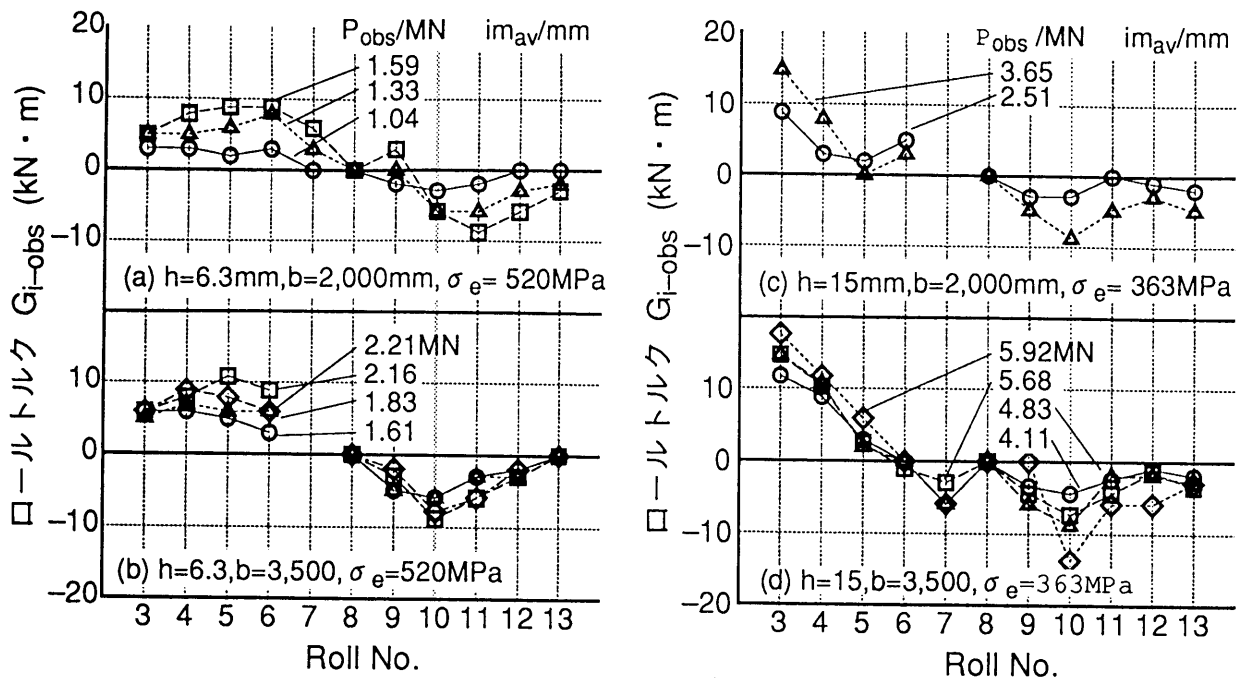 P_obs/MN im_av/mm
20
10
0
−10
1.59
1.33
1.04
(a) h=6.3mm,b=2,000mm, σ_e= 520MPa
2.21MN
2.16
1.83
1.61
10
0
−10
−20
(b) h=6.3,b=3,500, σ_e=520MPa
3 4 5 6 7 8 9 10 11 12 13
Roll No.
ロールトルク G_i−obs (kN・m)
P_obs /MN im_av/mm
20
10
0
−10
3.65
2.51
(c) h=15mm,b=2,000mm, σ_e= 363MPa
5.92MN
5.68
4.83
4.11
10
0
−10
−20
(d) h=15,b=3,500, σ_e=363MPa
3 4 5 6 7 8 9 10 11 12 13
Roll No.
ロールトルク G_i−obs (kN・m)